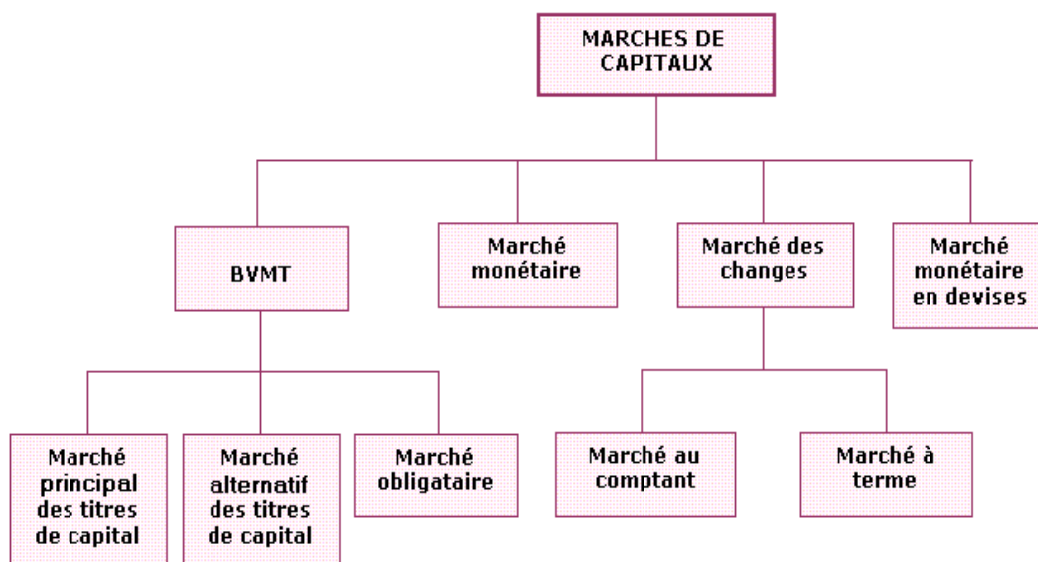 MARCHES DE
CAPITAUX
BVMT
Marché
monétaire
Marché des
changes
Marché
monétaire
en devises
Marché
principal
des titres
de capital
Marché
alternatif
des titres
de capital
Marché
obligataire
Marché au
comptant
Marché à
terme